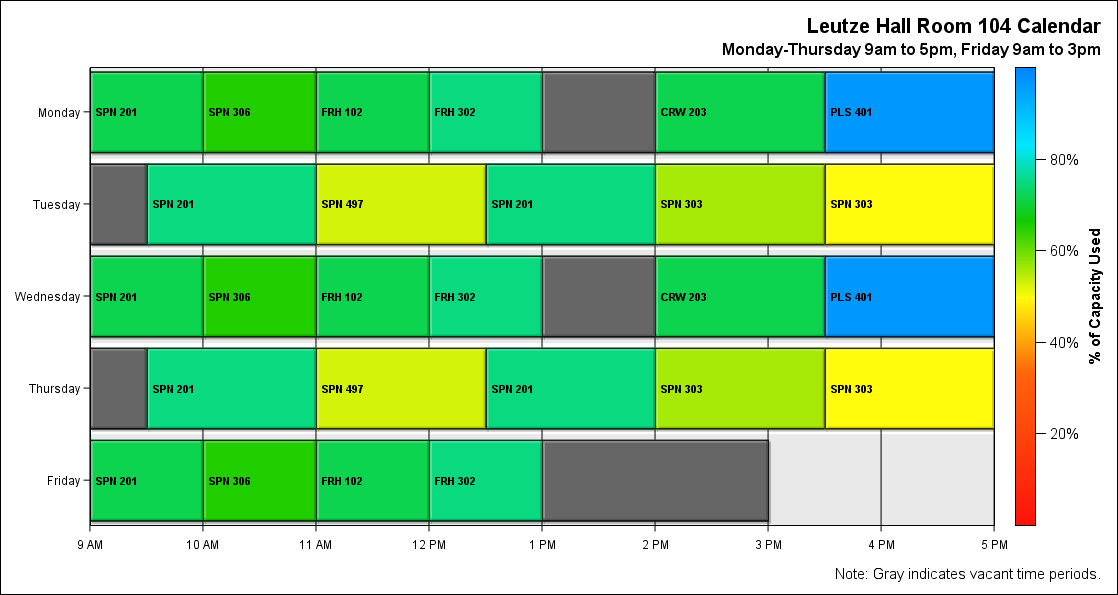 Leutze Hall Room 104 Calendar
Monday-Thursday 9am to 5pm, Friday 9am to 3pm
Monday
SPN 201
SPN 306
FRH 102
FRH 302
CRW 203
PLS 401
Tuesday
SPN 201
SPN 497
SPN 201
SPN 303
SPN 303
Wednesday
SPN 201
SPN 306
FRH 102
FRH 302
CRW 203
PLS 401
Thursday
SPN 201
SPN 497
SPN 201
SPN 303
SPN 303
Friday
SPN 201
SPN 306
FRH 102
FRH 302
9 AM
10 AM
11 AM
12 PM
1 PM
2 PM
3 PM
4 PM
5 PM
80%
60%
40%
20%
% of Capacity Used
Note: Gray indicates vacant time periods.